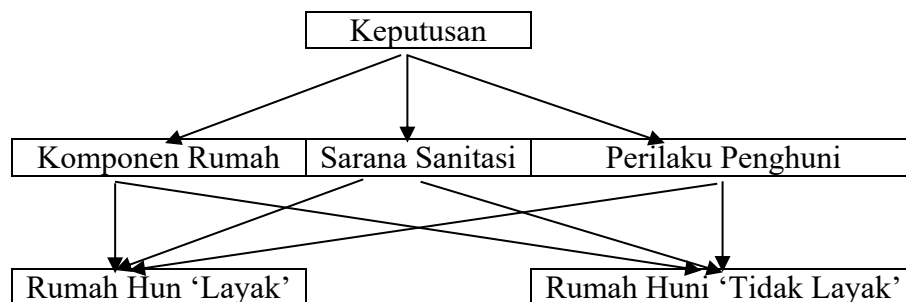 Keputusan
Komponen Rumah
Sarana Sanitasi
Perilaku Penghuni
Rumah Hun ‘Layak’
Rumah Huni ‘Tidak Layak’